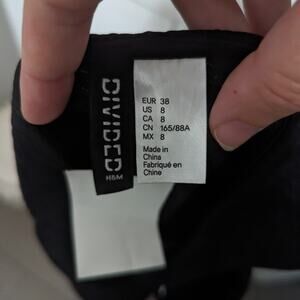 DIVIDED
H&M
EUR 38
US 8
CA 8
CN 165/88A
MX 8
Made in
China
Fabriqué en
Chine